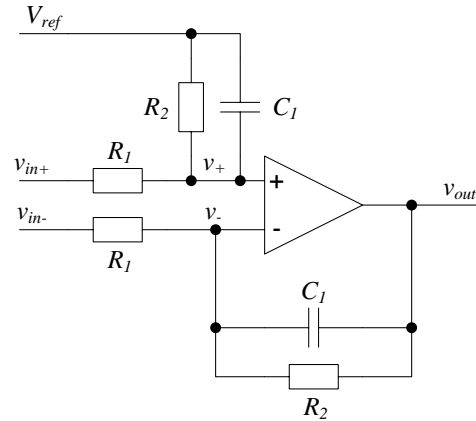 V_ref
R_2
C_1
v_in+
R_1
v_+
+
v_out
v_in-
R_1
v_-
-
C_1
R_2